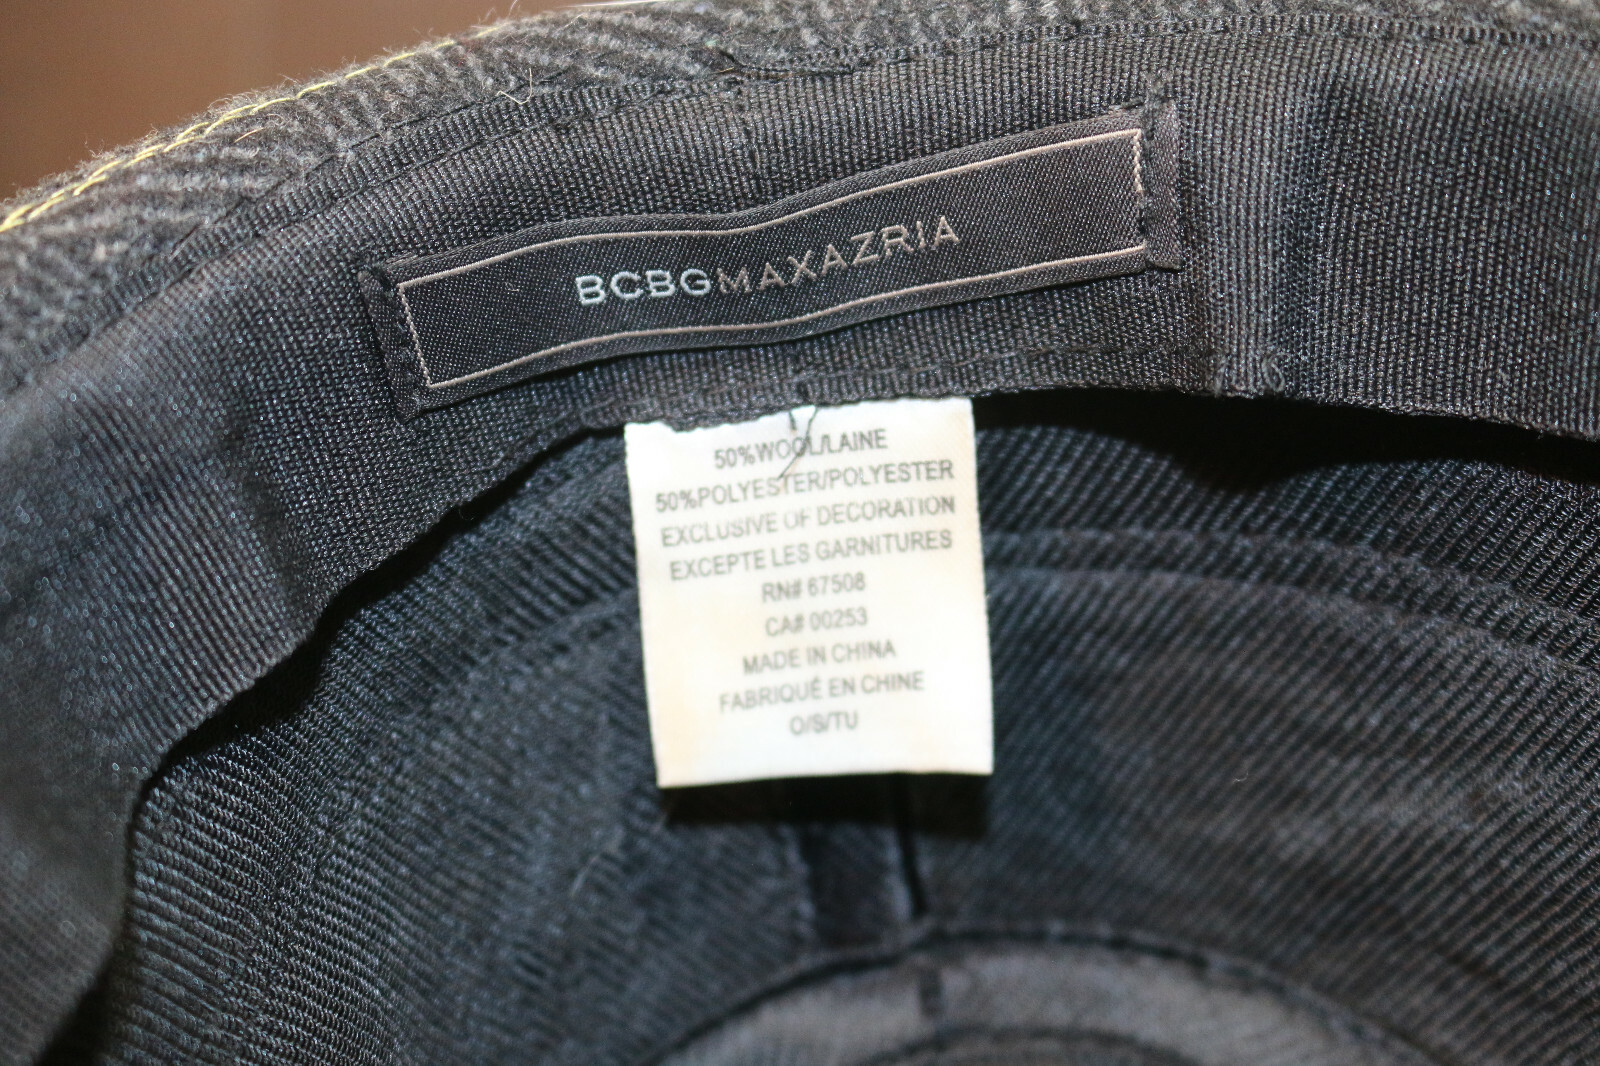 BCBGMAXAZRIA
50%WOOL/LAINE
50%POLYESTER/POLYESTER
EXCLUSIVE OF DECORATION
EXCEPTE LES GARNITURES
RN# 67508
CA# 00253
MADE IN CHINA
FABRIQUÉ EN CHINE
O/S/TU